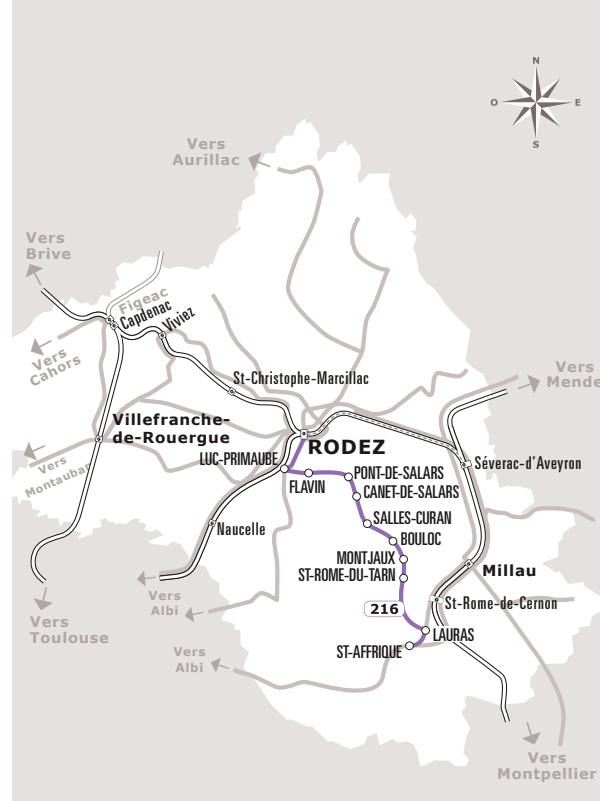 N
O
E
S
Vers
Aurillac
Vers
Brive
Figeac
Capdenac
Viviez
Vers
Cahors
St-Christophe-Marcillac
Vers
Mende
Villefranche-
de-Rouergue
RODEZ
LUC-PRIMAUBE
Vers
Montauban
FLAVIN
PONT-DE-SALARS
Séverac-d'Aveyron
CANET-DE-SALARS
SALLES-CURAN
Naucelle
BOULOC
MONTJAUX
ST-ROME-DU-TARN
Millau
Vers
Albi
216
St-Rome-de-Cernon
Vers
Toulouse
LAURAS
ST-AFFRIQUE
Vers
Albi
Vers
Montpellier